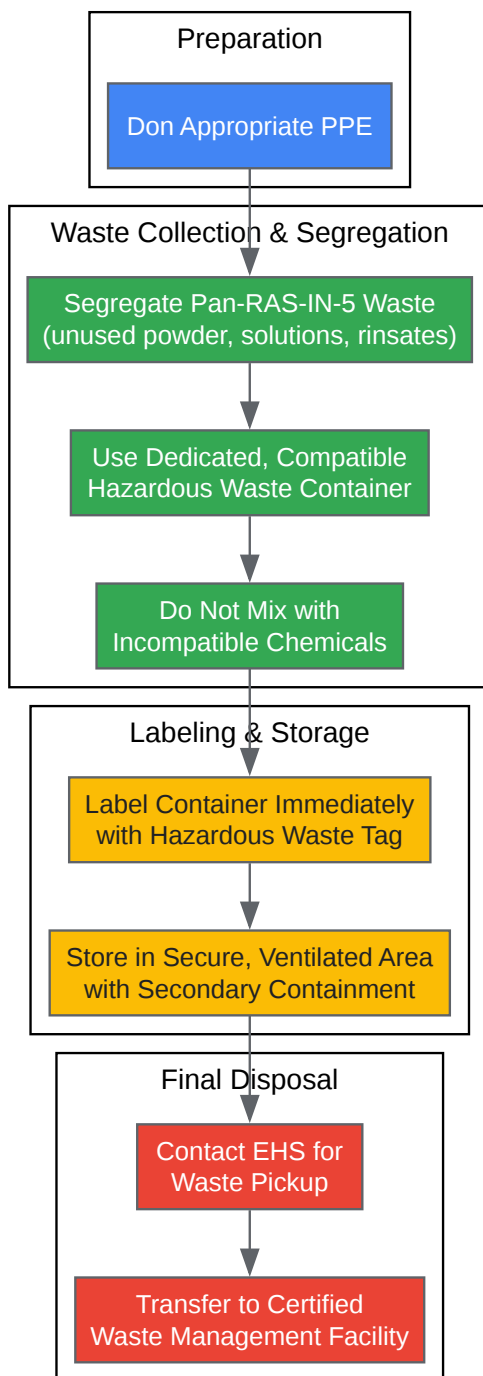 Preparation
Don Appropriate PPE
Waste Collection & Segregation
Segregate Pan-RAS-IN-5 Waste
(unused powder, solutions, rinsates)
Use Dedicated, Compatible
Hazardous Waste Container
Do Not Mix with
Incompatible Chemicals
Labeling & Storage
Label Container Immediately
with Hazardous Waste Tag
Store in Secure, Ventilated Area
with Secondary Containment
Final Disposal
Contact EHS for
Waste Pickup
Transfer to Certified
Waste Management Facility